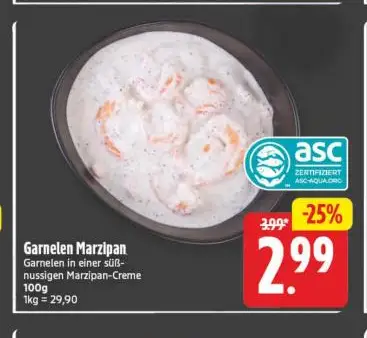 asc
ZERTIFIZIERT
ASC-AQUA.ORG
3.99*
-25%
2.99
Garnelen Marzipan
Garnelen in einer süß-
nussigen Marzipan-Creme
100g
1kg = 29,90